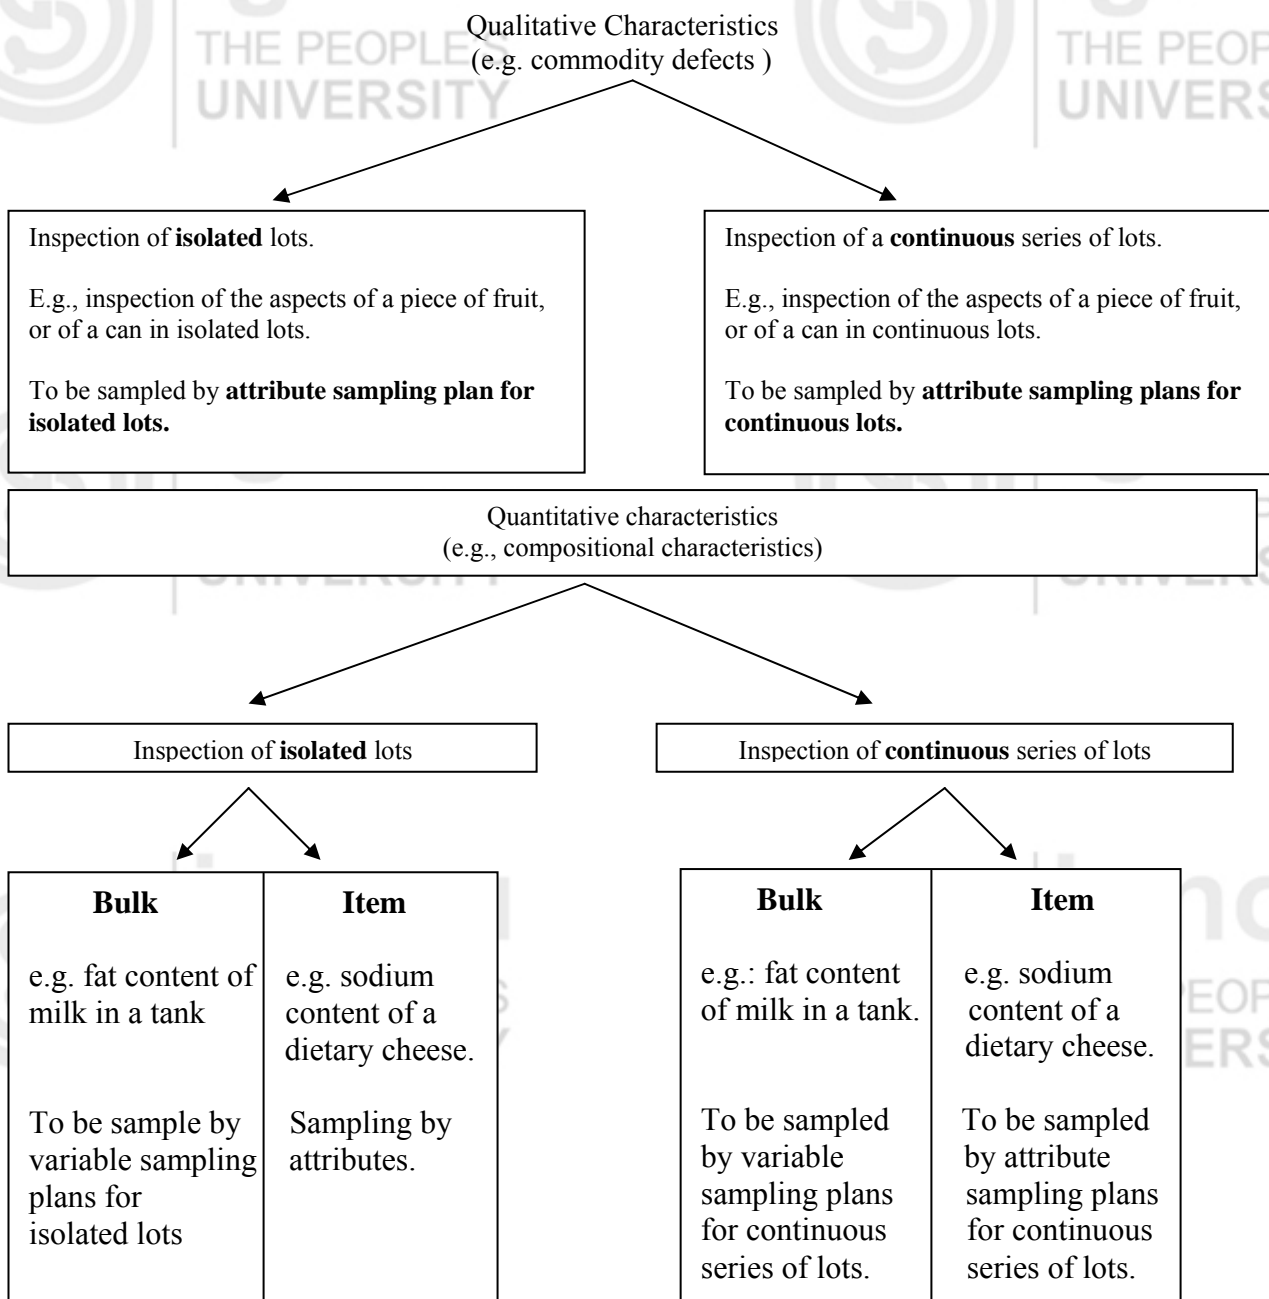 Qualitative Characteristics
(e.g. commodity defects )
THE PEOPLE'S
UNIVERSITY
Inspection of isolated lots.
E.g., inspection of the aspects of a piece of fruit,
or of a can in isolated lots.
To be sampled by attribute sampling plan for
isolated lots.
Inspection of a continuous series of lots.
E.g., inspection of the aspects of a piece of fruit,
or of a can in continuous lots.
To be sampled by attribute sampling plans for
continuous lots.
Quantitative characteristics
(e.g., compositional characteristics)
Inspection of isolated lots
Inspection of continuous series of lots
Bulk
e.g. fat content of
milk in a tank
To be sample by
variable sampling
plans for
isolated lots
Item
e.g. sodium
content of a
dietary cheese.
Sampling by
attributes.
Bulk
e.g.: fat content
of milk in a tank.
To be sampled
by variable
sampling plans
for continuous
series of lots.
Item
e.g. sodium
content of a
dietary cheese.
To be sampled
by attribute
sampling plans
for continuous
series of lots.